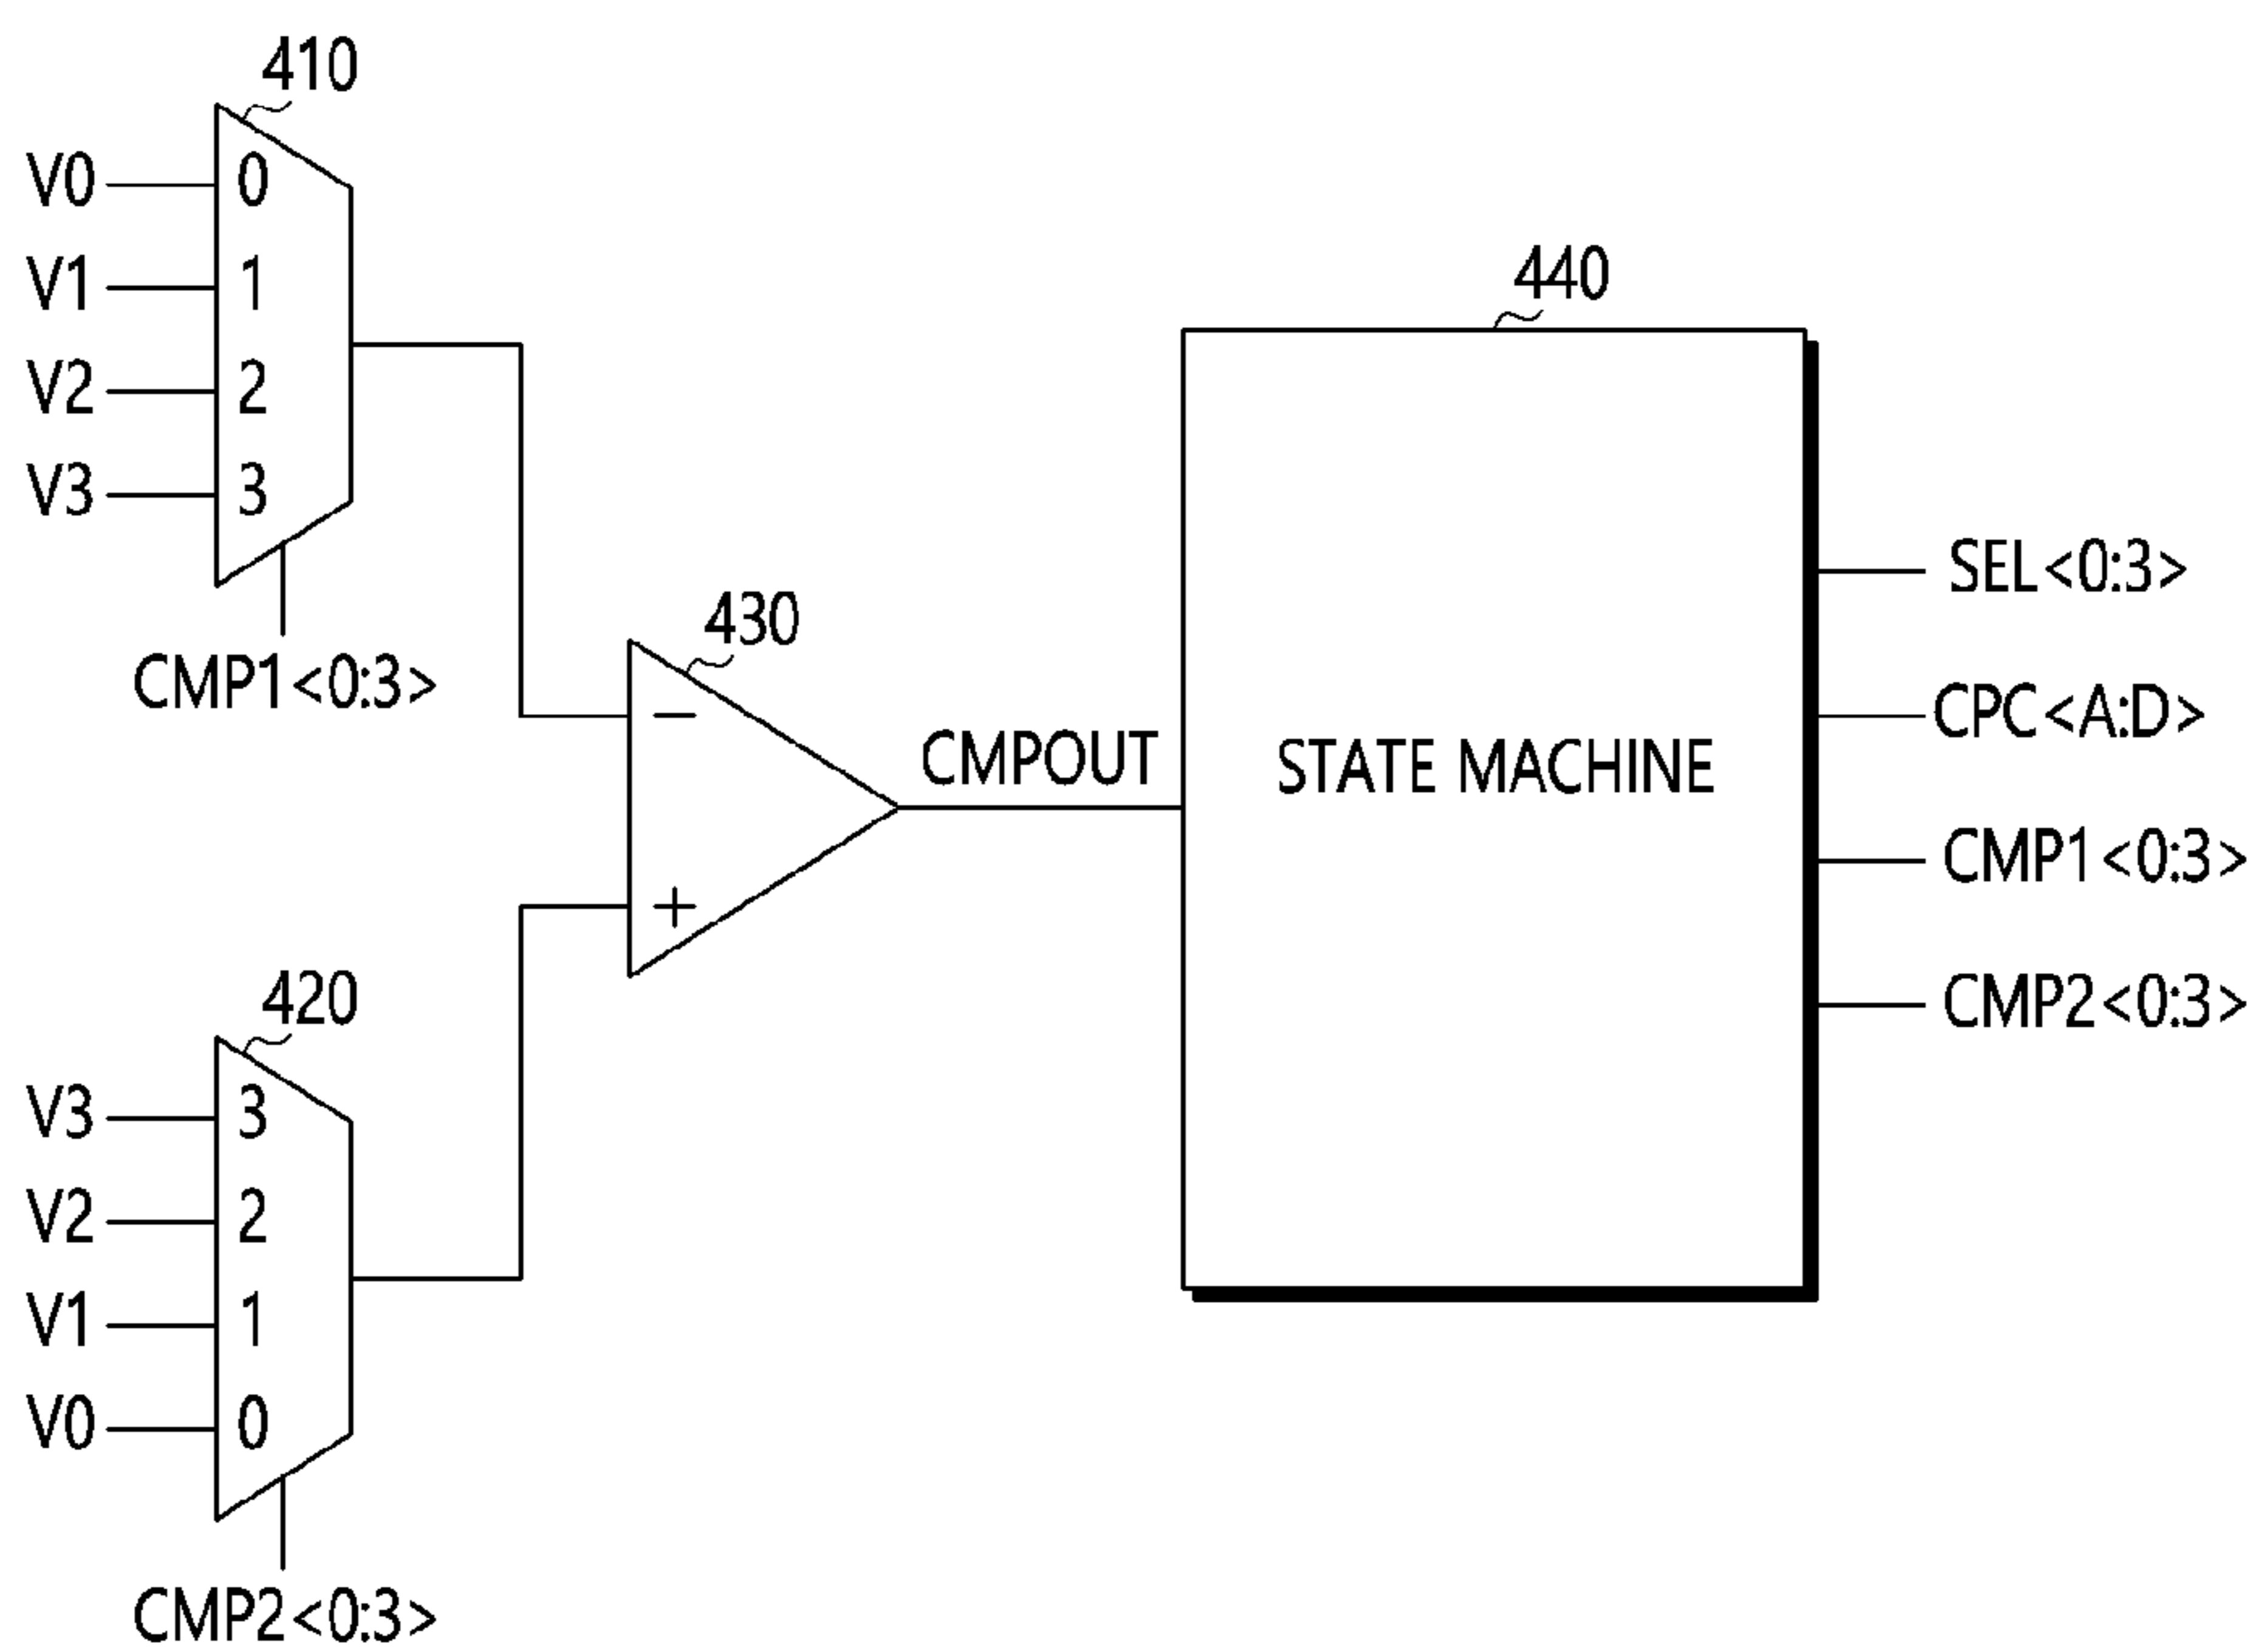 410
V0 0
V1 1
V2 2
V3 3
CMP1<0:3>
430
−
+
CMPOUT
420
V3 3
V2 2
V1 1
V0 0
CMP2<0:3>
440
STATE MACHINE
SEL<0:3>
CPC<A:D>
CMP1<0:3>
CMP2<0:3>